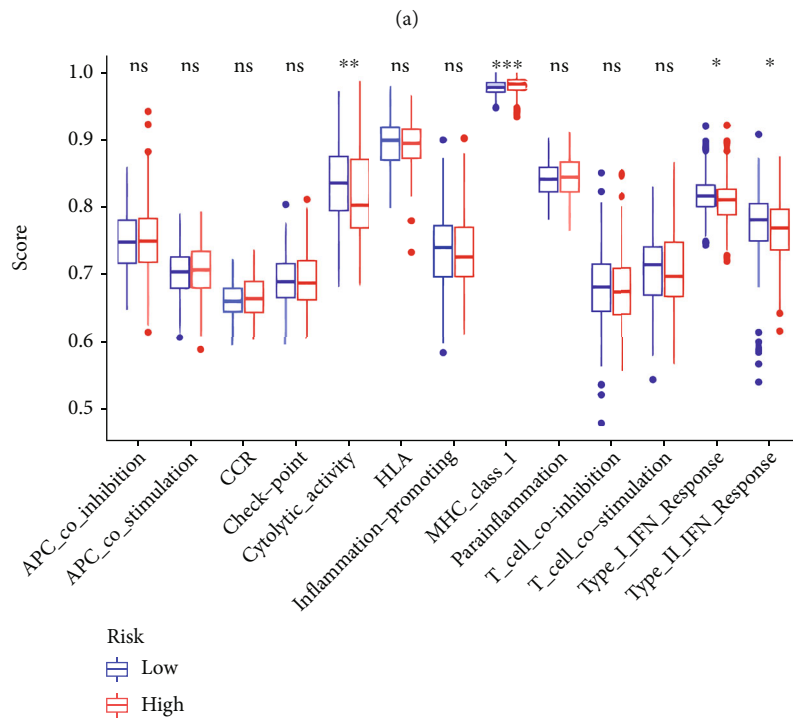 (a)
ns ns ns ns ** ns ns *** ns ns ns * *
1.0
0.9
0.8
0.7
0.6
0.5
Score
APC_co_inhibition
APC_co_stimulation
CCR
Check–point
Cytolytic_activity
HLA
Inflammation–promoting
MHC_class_1
Parainflammation
T_cell_co–inhibition
T_cell_co–stimulation
Type_I_IFN_Response
Type_II_IFN_Response
Risk
Low
High